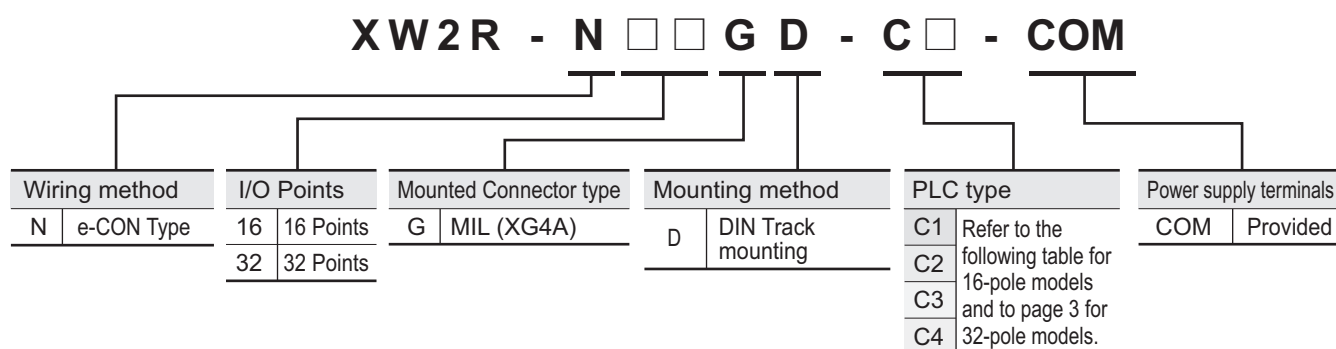 XW2R - N □ □ G D - C □ - COM
Wiring method
N e-CON Type
I/O Points
16 16 Points
32 32 Points
Mounted Connector type
G MIL (XG4A)
Mounting method
D DIN Track
mounting
PLC type
C1
C2
C3
C4
Refer to the
following table for
16-pole models
and to page 3 for
32-pole models.
Power supply terminals
COM Provided